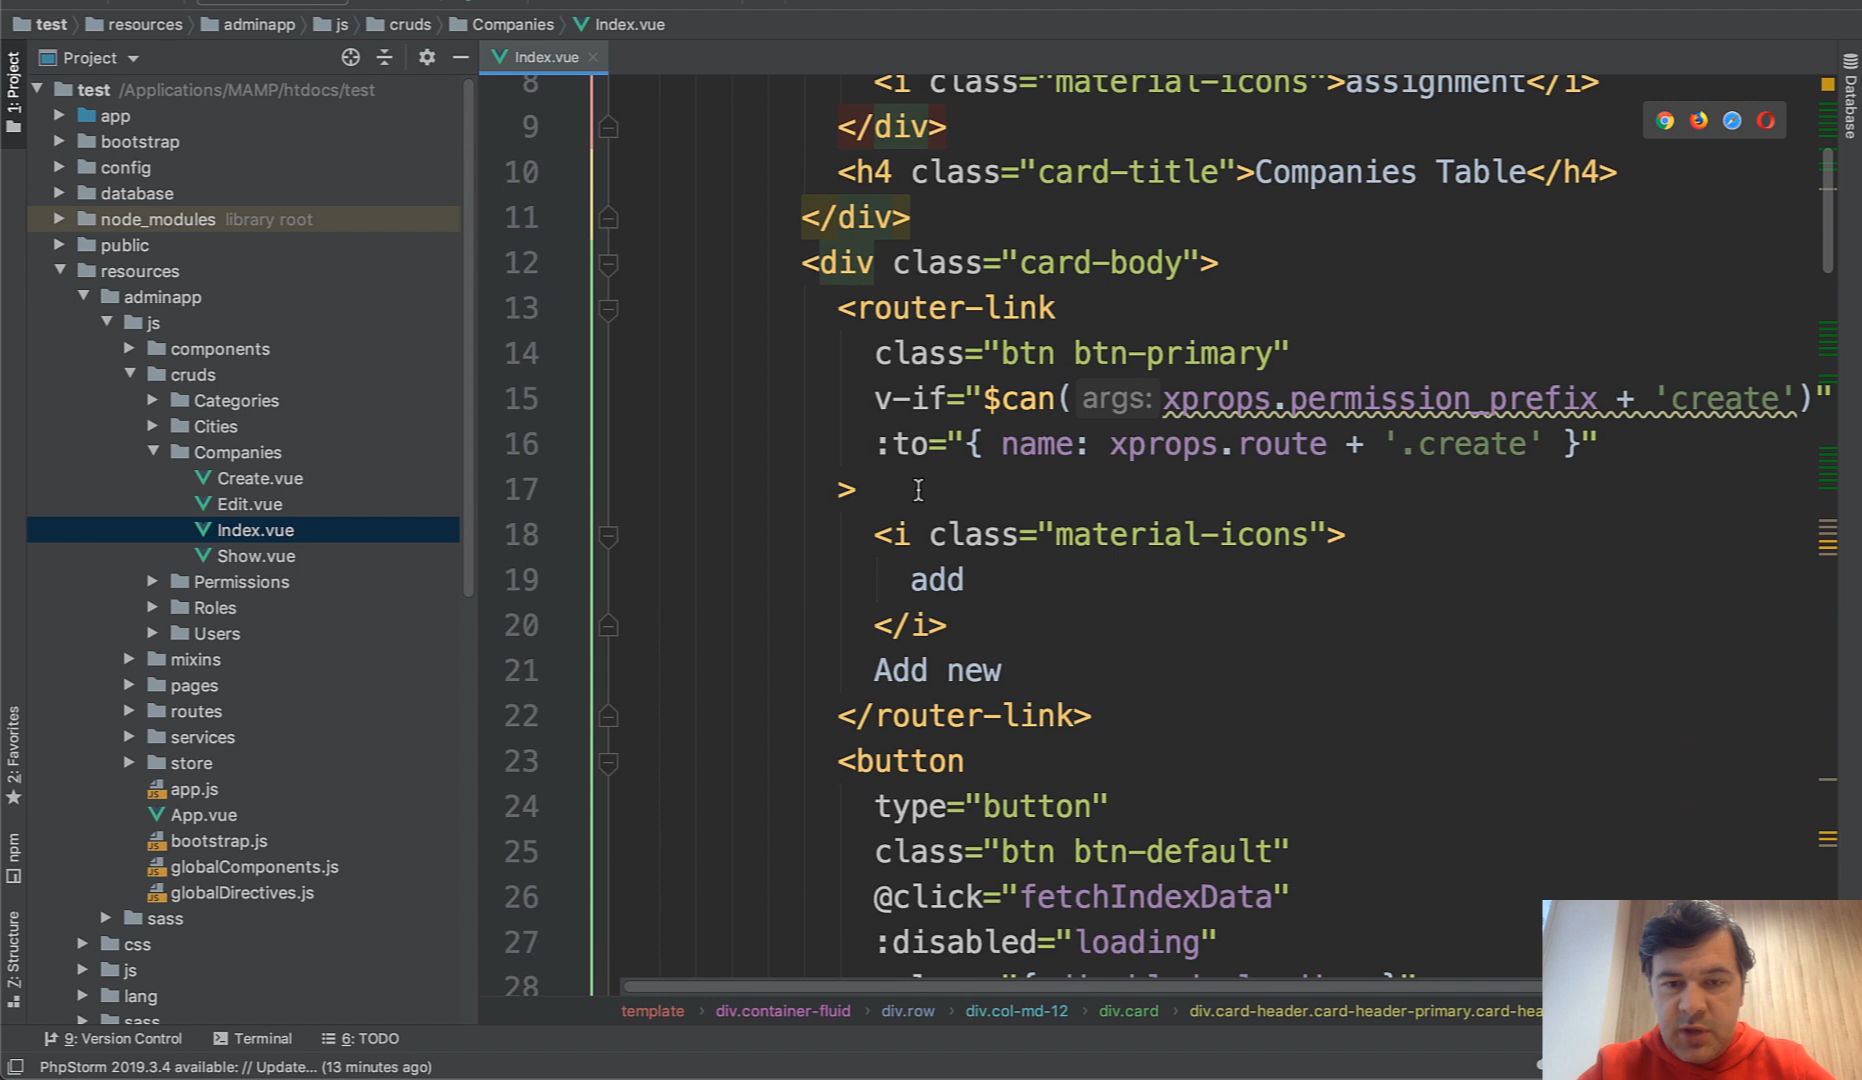 test resources adminapp js cruds Companies Index.vue
1: Project
2: Favorites
npm
Z: Structure
Project
test /Applications/MAMP/htdocs/test
app
bootstrap
config
database
node_modules library root
public
resources
adminapp
js
components
cruds
Categories
Cities
Companies
Create.vue
Edit.vue
Index.vue
Show.vue
Permissions
Roles
Users
mixins
pages
routes
services
store
app.js
App.vue
bootstrap.js
globalComponents.js
globalDirectives.js
sass
css
js
lang
sass
Index.vue
8 <i class="material-icons">assignment</i>
9 </div>
10 <h4 class="card-title">Companies Table</h4>
11 </div>
12 <div class="card-body">
13 <router-link
14 class="btn btn-primary"
15 v-if="$can( args: xprops.permission_prefix + 'create')"
16 :to="{ name: xprops.route + '.create' }"
17 >
18 <i class="material-icons">
19 add
20 </i>
21 Add new
22 </router-link>
23 <button
24 type="button"
25 class="btn btn-default"
26 @click="fetchIndexData"
27 :disabled="loading"
28
Database
template › div.container-fluid › div.row › div.col-md-12 › div.card › div.card-header.card-header-primary.card-hea
9: Version Control Terminal 6: TODO
PhpStorm 2019.3.4 available: // Update... (13 minutes ago)